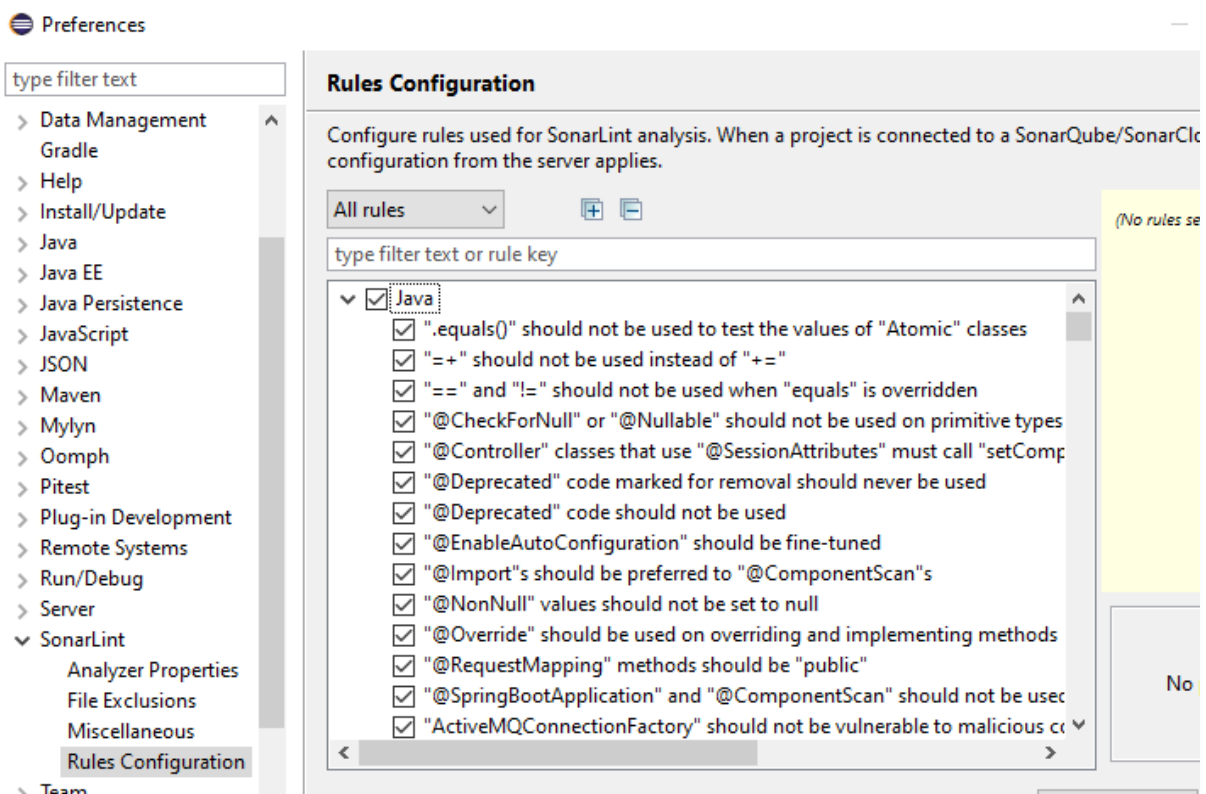 Preferences
type filter text
Data Management
Gradle
Help
Install/Update
Java
Java EE
Java Persistence
JavaScript
JSON
Maven
Mylyn
Oomph
Pitest
Plug-in Development
Remote Systems
Run/Debug
Server
SonarLint
Analyzer Properties
File Exclusions
Miscellaneous
Rules Configuration
Team
Rules Configuration
Configure rules used for SonarLint analysis. When a project is connected to a SonarQube/SonarClo
configuration from the server applies.
All rules
type filter text or rule key
Java
".equals()" should not be used to test the values of "Atomic" classes
"=+" should not be used instead of "+="
"==" and "!=" should not be used when "equals" is overridden
"@CheckForNull" or "@Nullable" should not be used on primitive types
"@Controller" classes that use "@SessionAttributes" must call "setComp
"@Deprecated" code marked for removal should never be used
"@Deprecated" code should not be used
"@EnableAutoConfiguration" should be fine-tuned
"@Import"s should be preferred to "@ComponentScan"s
"@NonNull" values should not be set to null
"@Override" should be used on overriding and implementing methods
"@RequestMapping" methods should be "public"
"@SpringBootApplication" and "@ComponentScan" should not be used
"ActiveMQConnectionFactory" should not be vulnerable to malicious co
(No rules se
No